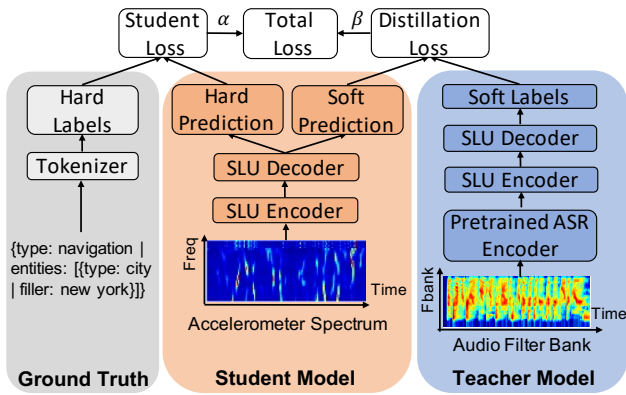 Student Loss
α
Total Loss
β
Distillation Loss
Hard Labels
Tokenizer
{type: navigation |
entities: [{type: city
| filler: new york}]}
Ground Truth
Hard Prediction
Soft Prediction
SLU Decoder
SLU Encoder
Freq
Time
Accelerometer Spectrum
Student Model
Soft Labels
SLU Decoder
SLU Encoder
Pretrained ASR
Encoder
Fbank
Time
Audio Filter Bank
Teacher Model